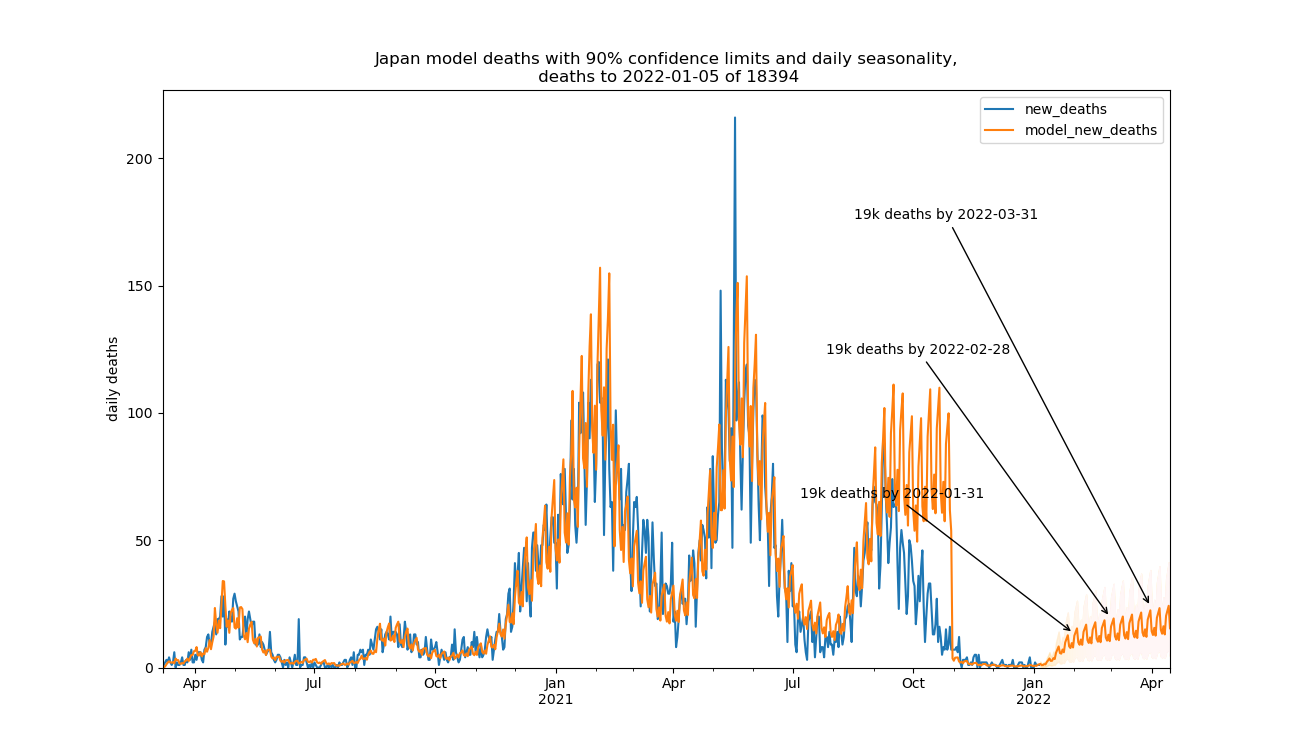 Japan model deaths with 90% confidence limits and daily seasonality,
deaths to 2022-01-05 of 18394
new_deaths
model_new_deaths
200
150
100
50
0
daily deaths
19k deaths by 2022-03-31
19k deaths by 2022-02-28
19k deaths by 2022-01-31
Apr
Jul
Oct
Jan
2021
Apr
Jul
Oct
Jan
2022
Apr